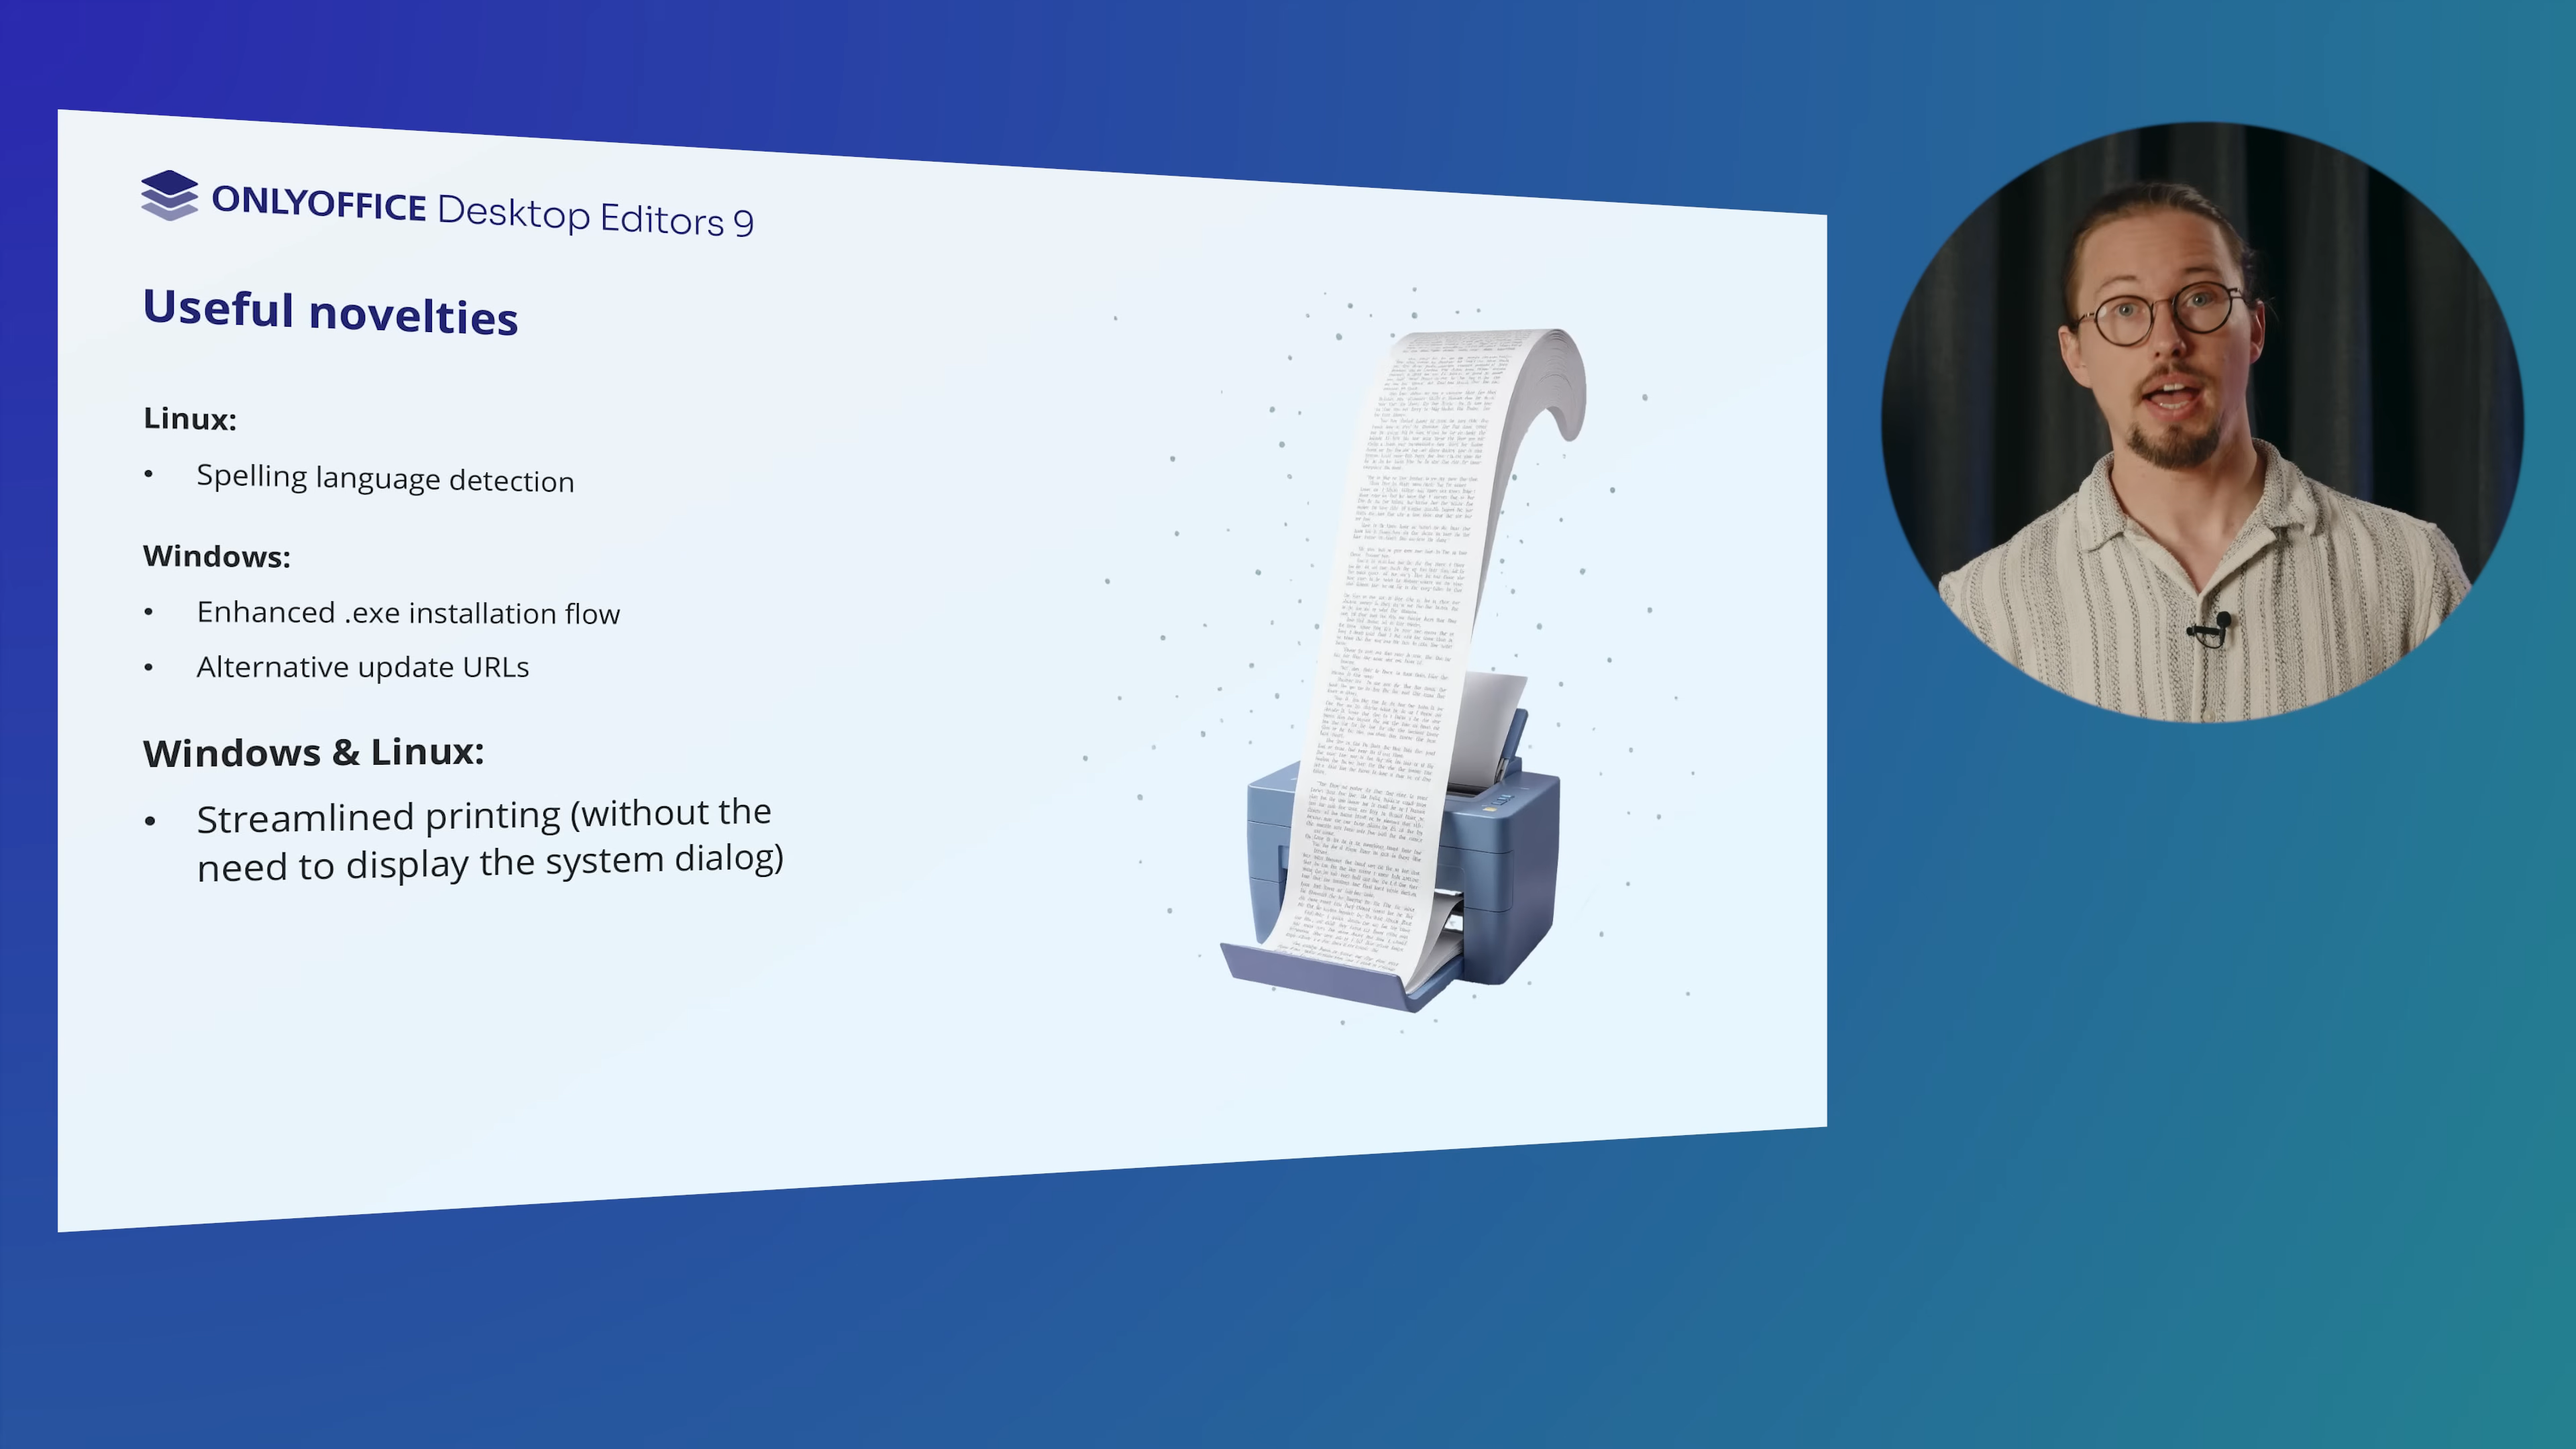 ONLYOFFICE Desktop Editors 9
Useful novelties
Linux:
• Spelling language detection
Windows:
• Enhanced .exe installation flow
• Alternative update URLs
Windows & Linux:
• Streamlined printing (without the
need to display the system dialog)